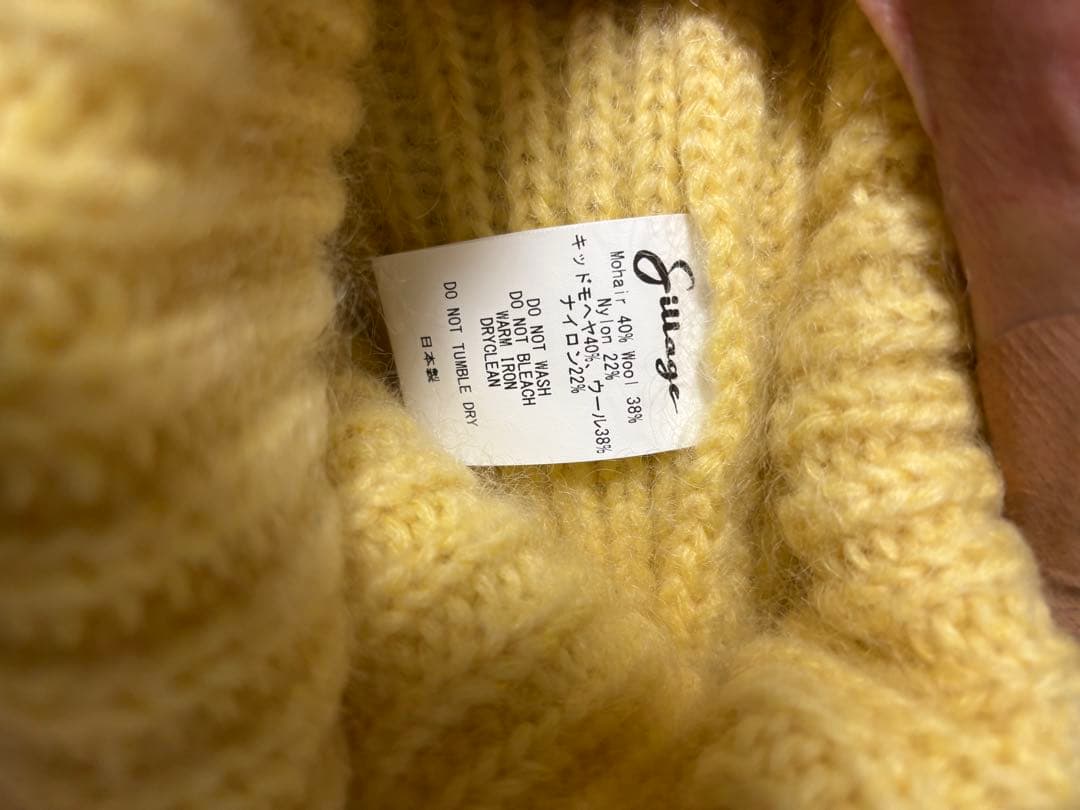 Sillage
Mohair 40% Wool 38%
Nylon 22%
キッドモヘヤ40%、ウール38%
ナイロン22%
DO NOT WASH
DO NOT BLEACH
WARM IRON
DRYCLEAN
DO NOT TUMBLE DRY
日本製